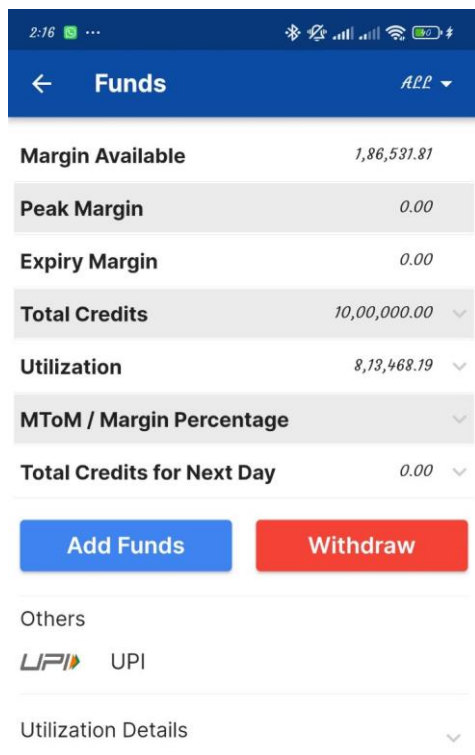 2:16 ...
60
Funds ALL
Margin Available 1,86,531.81
Peak Margin 0.00
Expiry Margin 0.00
Total Credits 10,00,000.00
Utilization 8,13,468.19
MToM / Margin Percentage
Total Credits for Next Day 0.00
Add Funds Withdraw
Others
UPI UPI
Utilization Details